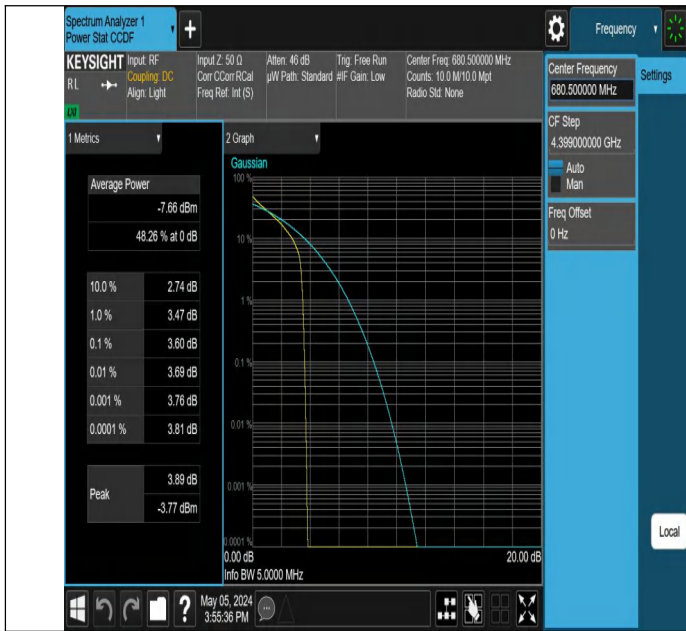 Spectrum Analyzer 1
Power Stat CCDF
+
Frequency
KEYSIGHT
RL
LXI
Input: RF
Coupling: DC
Align: Light
Input Z: 50 Ω
Corr CCorr RCal
Freq Ref: Int (S)
Atten: 46 dB
µW Path: Standard
Trig: Free Run
#IF Gain: Low
Center Freq: 680.500000 MHz
Counts: 10.0 M/10.0 Mpt
Radio Std: None
1 Metrics
Average Power
-7.66 dBm
48.26 % at 0 dB
10.0 % 2.74 dB
1.0 % 3.47 dB
0.1 % 3.60 dB
0.01 % 3.69 dB
0.001 % 3.76 dB
0.0001 % 3.81 dB
Peak
3.89 dB
-3.77 dBm
2 Graph
Gaussian
100 %
10 %
1 %
0.1 %
0.01 %
0.001 %
0.0001 %
0.00 dB
20.00 dB
Info BW 5.0000 MHz
Center Frequency
680.500000 MHz
Settings
CF Step
4.399000000 GHz
Auto
Man
Freq Offset
0 Hz
Local
?
May 05, 2024
3:55:36 PM